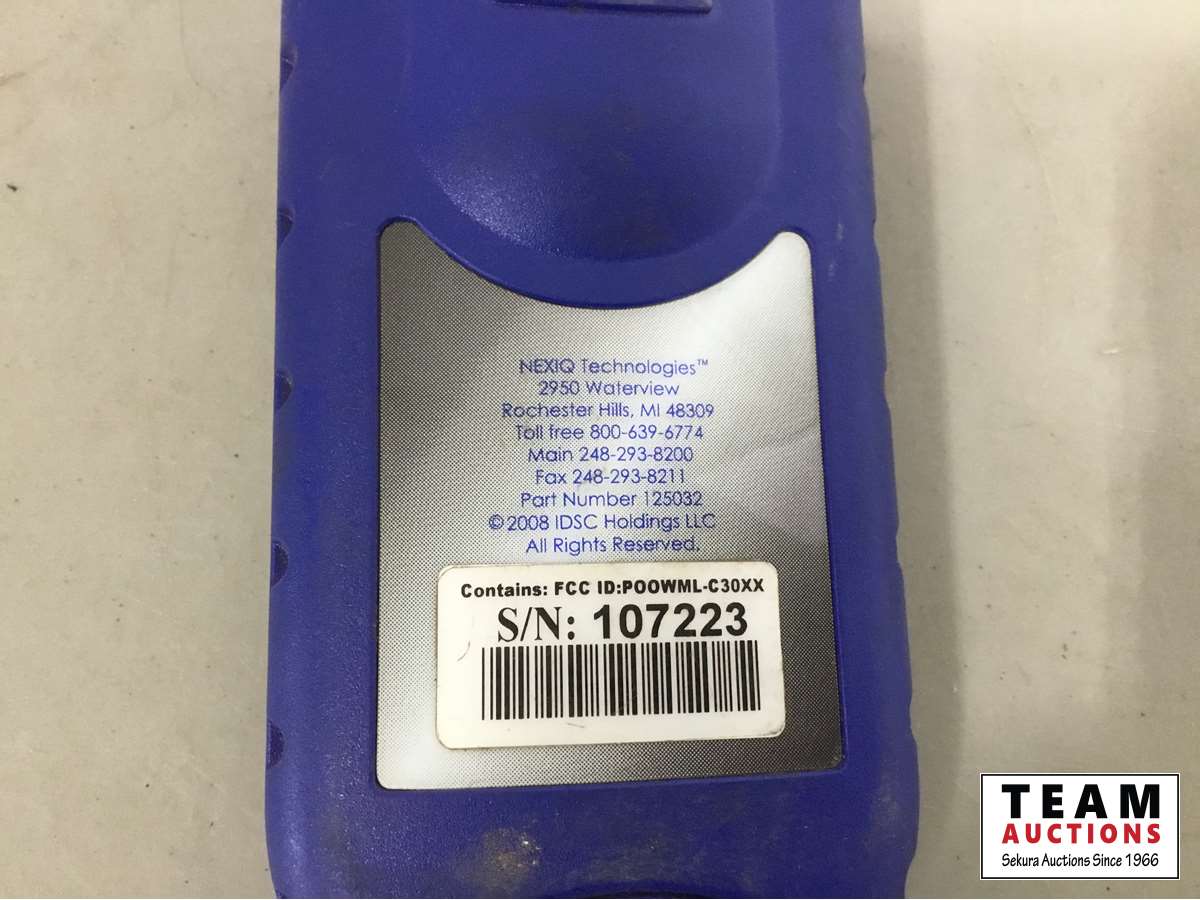 NEXIQ Technologies™
2950 Waterview
Rochester Hills, MI 48309
Toll free 800-639-6774
Main 248-293-8200
Fax 248-293-8211
Part Number 125032
© 2008 IDSC Holdings LLC
All Rights Reserved.
Contains: FCC ID:POOWML-C30XX
S/N: 107223
TEAM
AUCTIONS
Sekura Auctions Since 1966